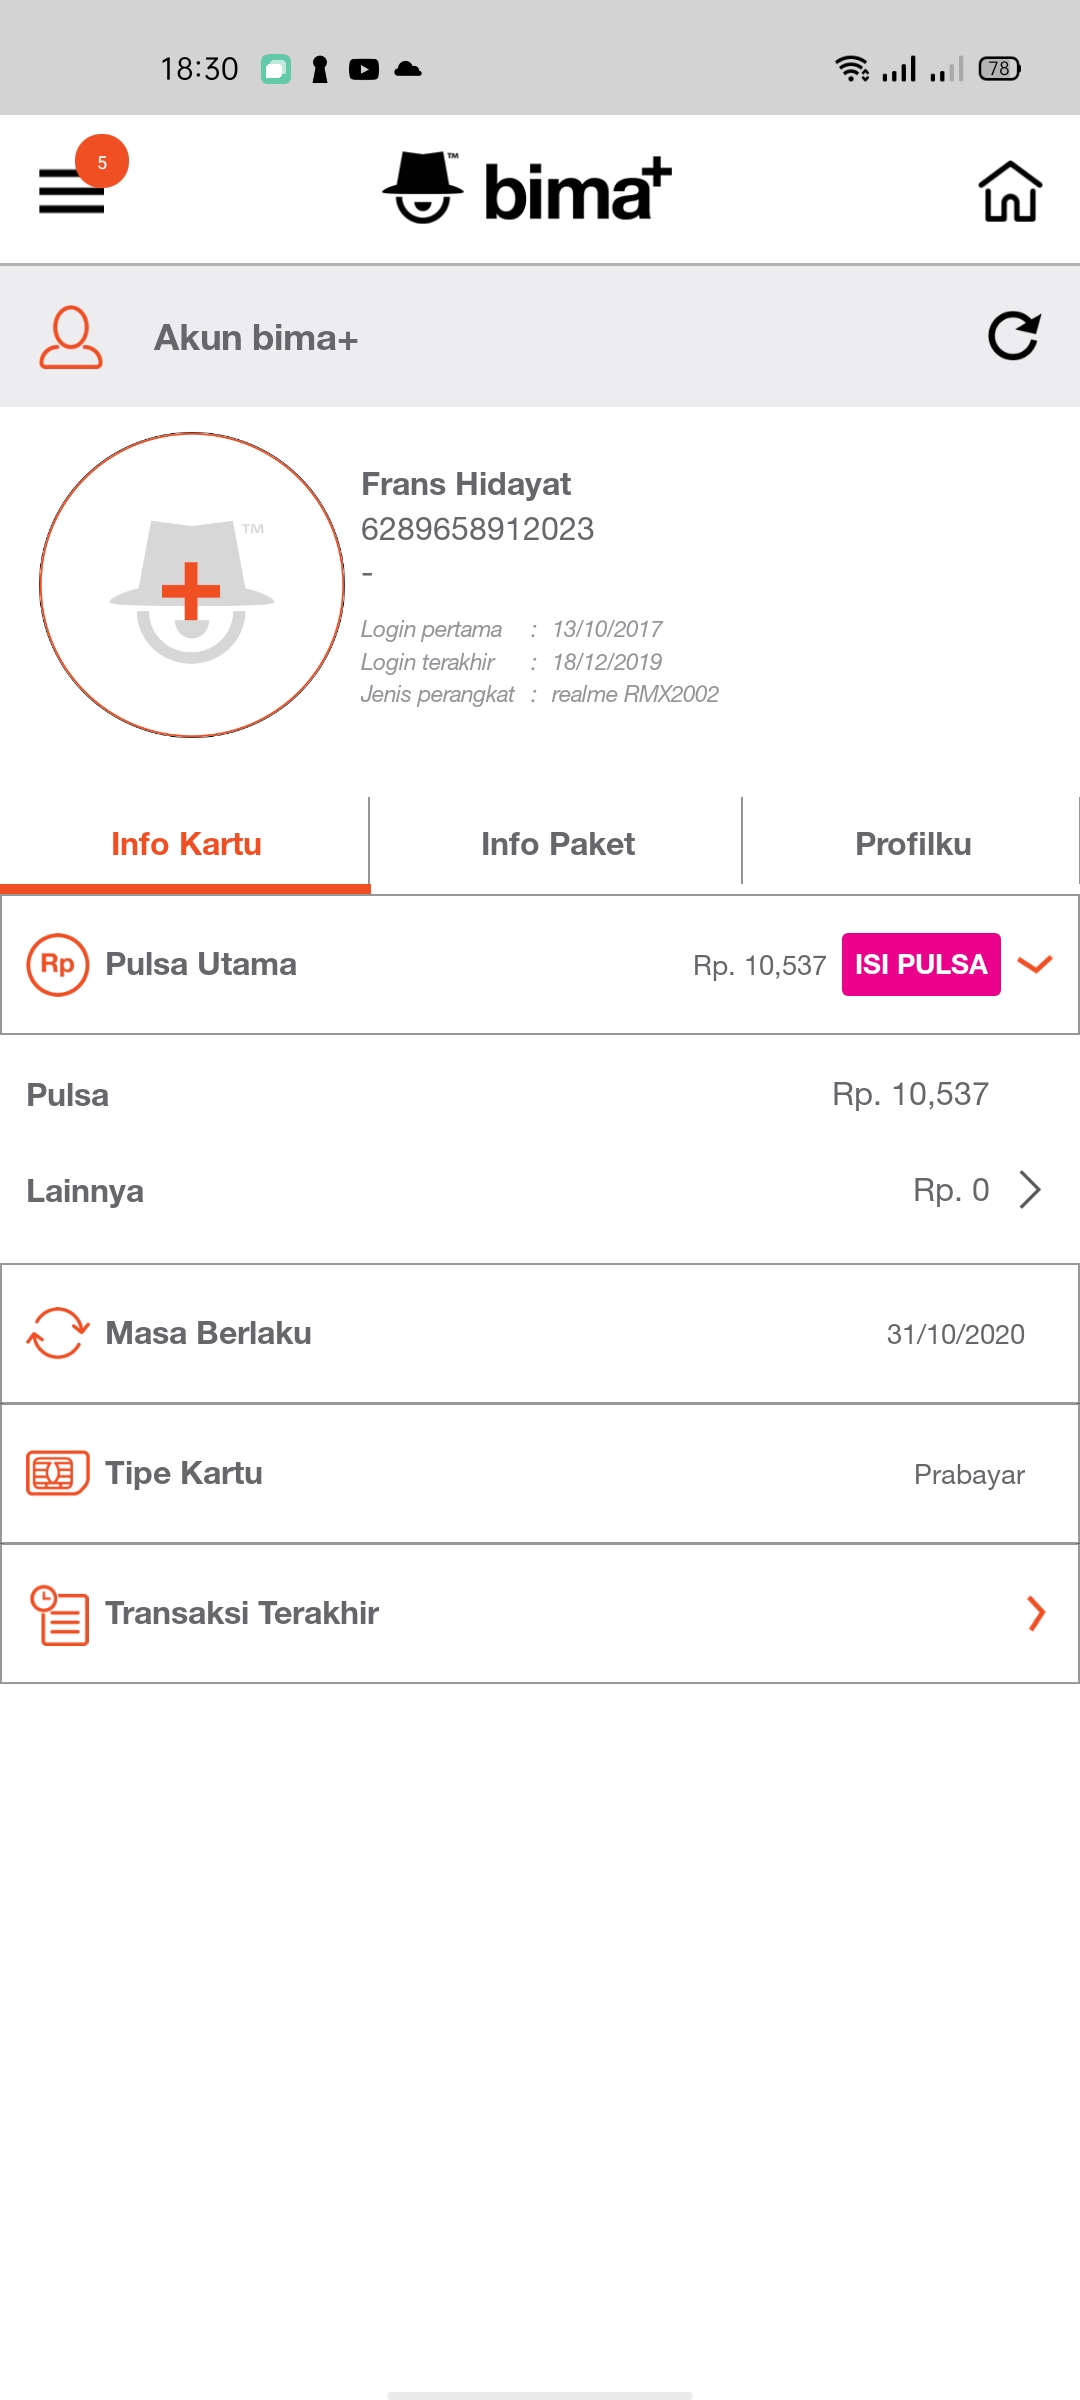 18:30 78
5
bima+
Akun bima+
TM
Frans Hidayat
6289658912023
-
Login pertama : 13/10/2017
Login terakhir : 18/12/2019
Jenis perangkat : realme RMX2002
Info Kartu Info Paket Profilku
Rp Pulsa Utama Rp. 10,537 ISI PULSA
Pulsa Rp. 10,537
Lainnya Rp. 0
Masa Berlaku 31/10/2020
Tipe Kartu Prabayar
Transaksi Terakhir